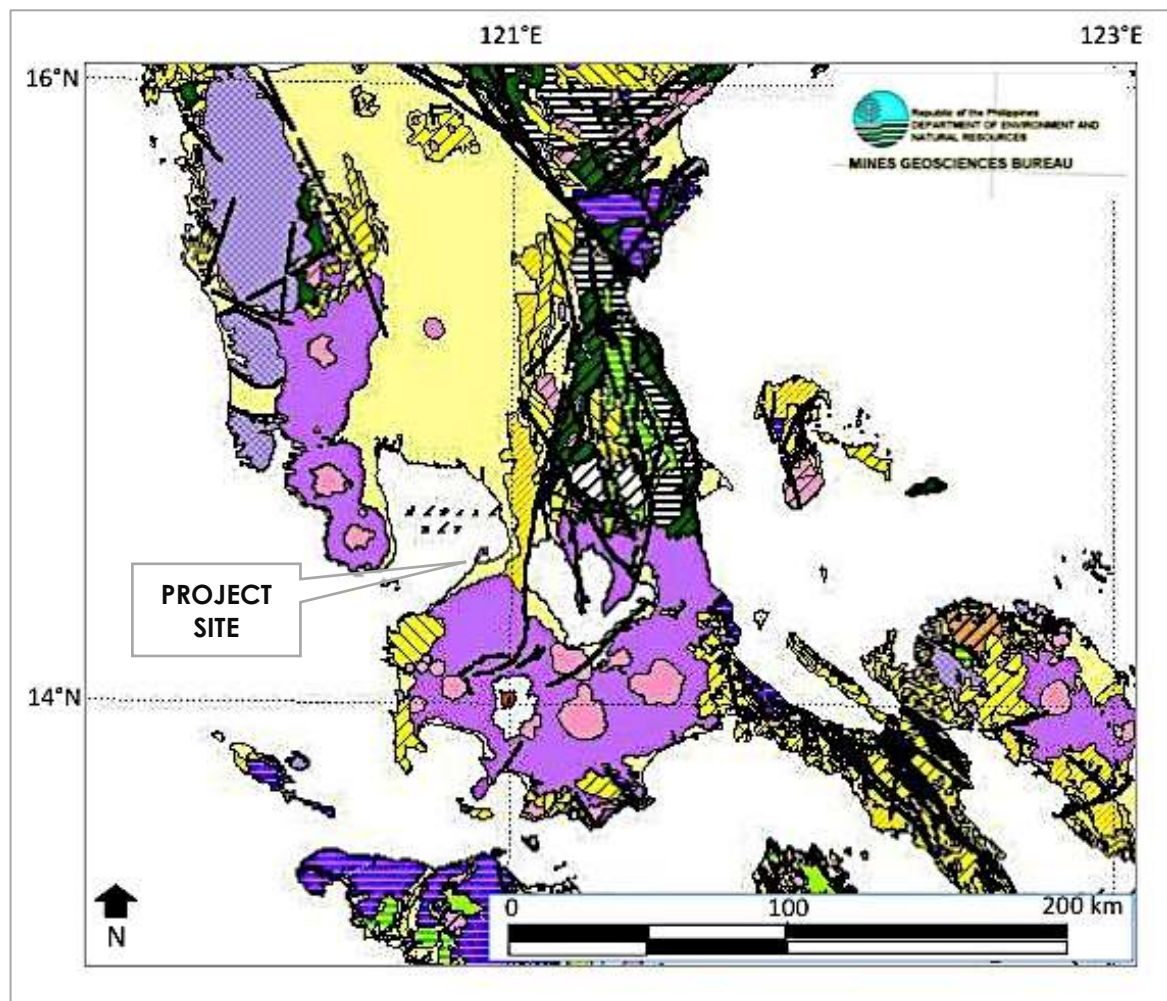 121°E 123°E
16°N
Republic of the Philippines
DEPARTMENT OF ENVIRONMENT AND
NATURAL RESOURCES
MINES GEOSCIENCES BUREAU
PROJECT
SITE
14°N
N
0 100 200 km